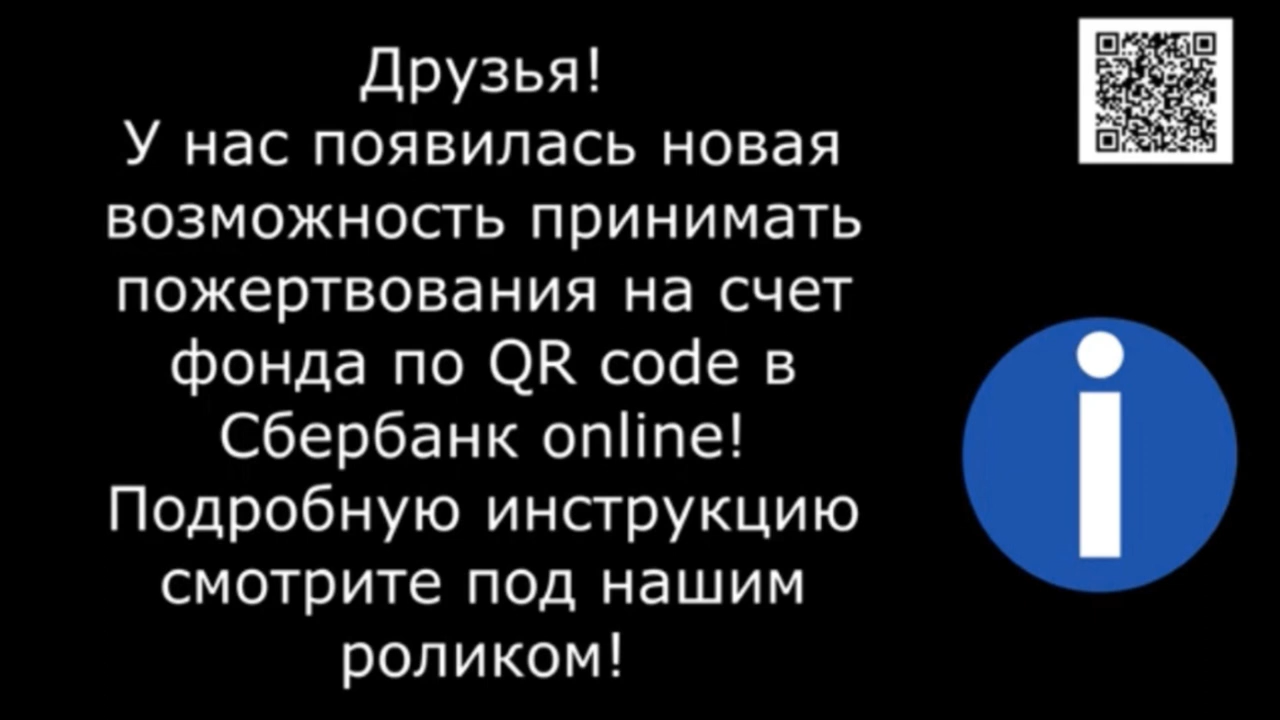 Друзья!
У нас появилась новая
возможность принимать
пожертвования на счет
фонда по QR code в
Сбербанк online!
Подробную инструкцию
смотрите под нашим
роликом!